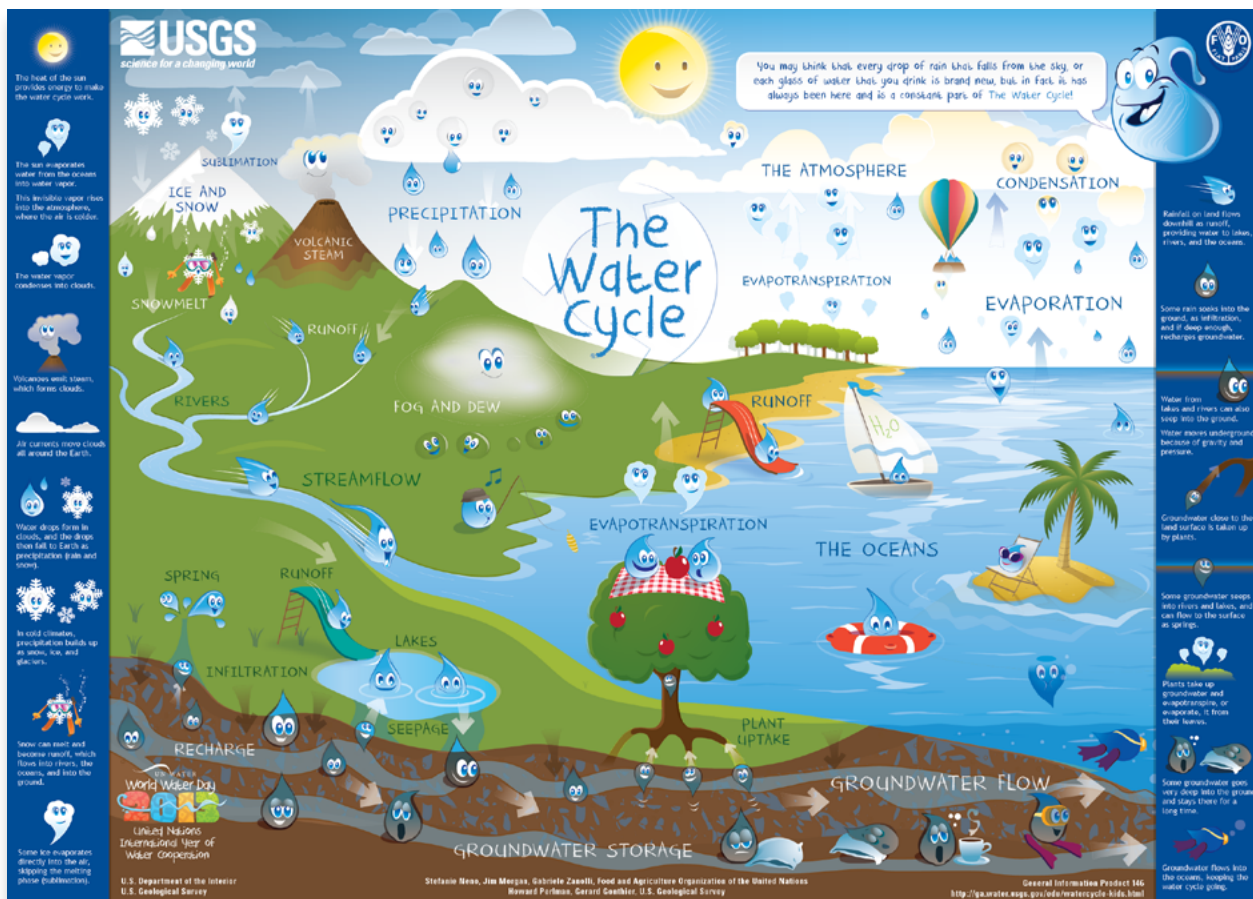 USGS
science for a changing world
The heat of the sun
provides energy to make
the water cycle work.
The sun evaporates
water from the oceans
into water vapor.
This invisible vapor rises
into the atmosphere,
where the air is colder.
The water vapor
condenses into clouds.
Volcanoes emit steam,
which forms clouds.
Air currents move clouds
all around the Earth.
Water drops form in
clouds, and the drops
then fall to Earth as
precipitation (rain and
snow).
In cold climates,
precipitation builds up
as snow, ice, and
glaciers.
Snow can melt and
become runoff, which
flows into rivers, the
oceans, and into the
ground.
Some ice evaporates
directly into the air,
skipping the melting
phase (sublimation).
You may think that every drop of rain that falls from the sky, or
each glass of water that you drink is brand new, but in fact it has
always been here and is a constant part of The Water Cycle!
SUBLIMATION
ICE AND
SNOW
VOLCANIC
STEAM
PRECIPITATION
The
Water
Cycle
THE ATMOSPHERE
CONDENSATION
EVAPOTRANSPIRATION
EVAPORATION
SNOWMELT
RUNOFF
RIVERS
FOG AND DEW
RUNOFF
H2O
STREAMFLOW
EVAPOTRANSPIRATION
THE OCEANS
SPRING
RUNOFF
LAKES
INFILTRATION
SEEPAGE
PLANT
UPTAKE
RECHARGE
GROUNDWATER FLOW
GROUNDWATER STORAGE
UN WATER
World Water Day
2013
United Nations
International Year of
Water Cooperation
FAO
FIAT PANIS
Rainfall on land flows
downhill as runoff,
providing water to lakes,
rivers, and the oceans.
Some rain soaks into the
ground, as infiltration,
and if deep enough,
recharges groundwater.
Water from
lakes and rivers can also
seep into the ground.
Water moves underground
because of gravity and
pressure.
Groundwater close to the
land surface is taken up
by plants.
Some groundwater seeps
into rivers and lakes, and
can flow to the surface
as springs.
Plants take up
groundwater and
evapotranspire, or
evaporate, it from
their leaves.
Some groundwater goes
very deep into the ground
and stays there for a
long time.
Groundwater flows into
the oceans, keeping the
water cycle going.
U.S. Department of the Interior
U.S. Geological Survey
Stefanie Neno, Jim Morgan, Gabriele Zanolli, Food and Agriculture Organization of the United Nations
Howard Perlman, Gerard Gonthier, U.S. Geological Survey
General Information Product 146
http://ga.water.usgs.gov/edu/watercycle-kids.html